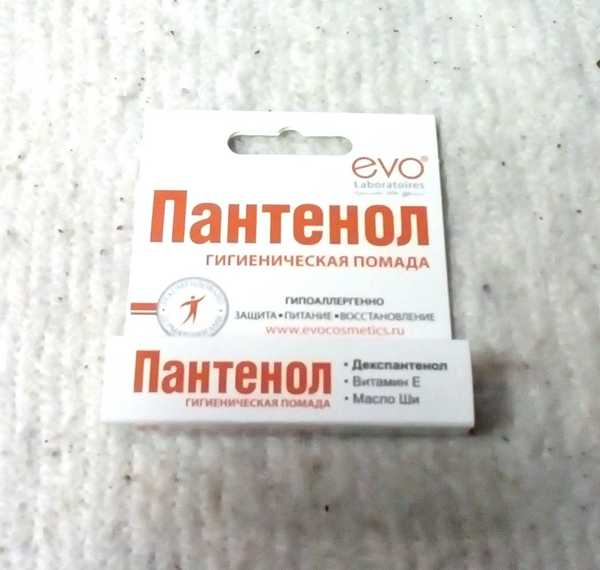 evo®
Laboratoires
Пантенол
ГИГИЕНИЧЕСКАЯ ПОМАДА
ГИПОАЛЛЕРГЕННО
ЗАЩИТА•ПИТАНИЕ•ВОССТАНОВЛЕНИЕ
www.evocosmetics.ru
Пантенол
ГИГИЕНИЧЕСКАЯ ПОМАДА
• Декспантенол
• Витамин Е
• Масло Ши